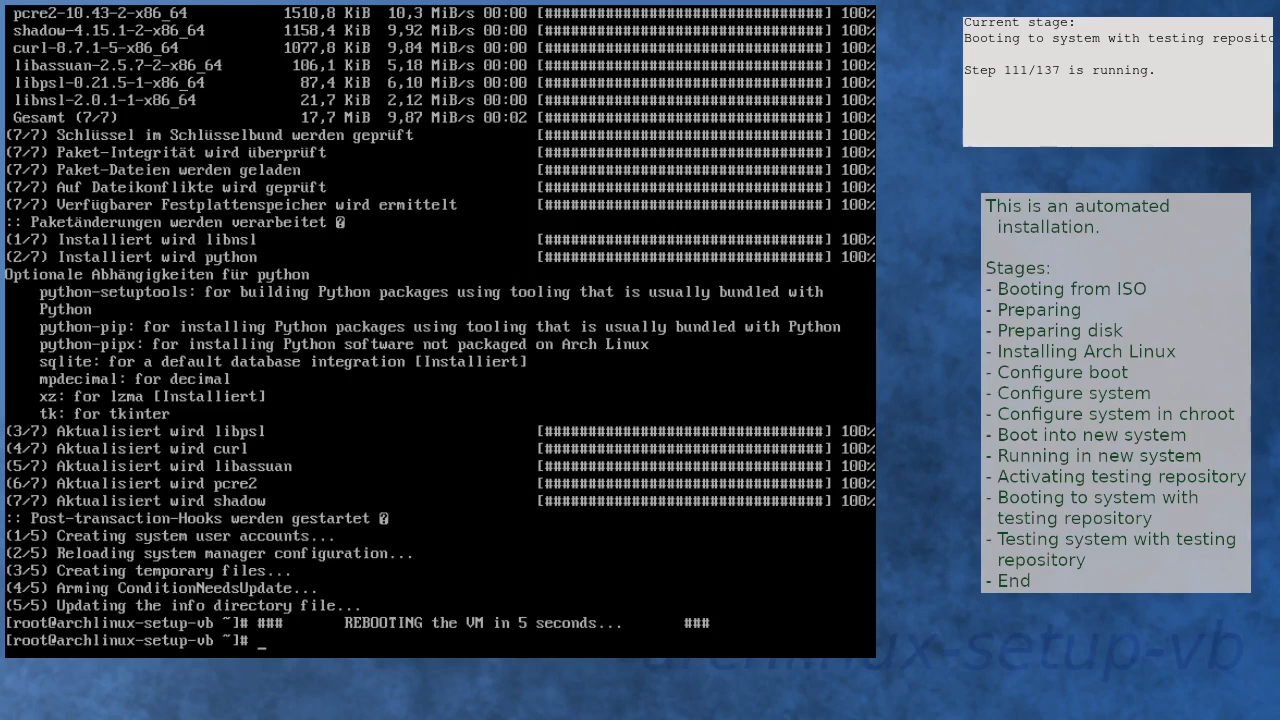 pcre2-10.43-2-x86_64 1510,8 KiB 10,3 MiB/s 00:00 [################################] 100%
shadow-4.15.1-2-x86_64 1158,4 KiB 9,92 MiB/s 00:00 [################################] 100%
curl-8.7.1-5-x86_64 1077,8 KiB 9,84 MiB/s 00:00 [################################] 100%
libassuan-2.5.7-2-x86_64 106,1 KiB 5,18 MiB/s 00:00 [################################] 100%
libpsl-0.21.5-1-x86_64 87,4 KiB 6,10 MiB/s 00:00 [################################] 100%
libnsl-2.0.1-1-x86_64 21,7 KiB 2,12 MiB/s 00:00 [################################] 100%
Gesamt (7/7) 17,7 MiB 9,87 MiB/s 00:02 [################################] 100%
(7/7) Schlüssel im Schlüsselbund werden geprüft [################################] 100%
(7/7) Paket-Integrität wird überprüft [################################] 100%
(7/7) Paket-Dateien werden geladen [################################] 100%
(7/7) Auf Dateikonflikte wird geprüft [################################] 100%
(7/7) Verfügbarer Festplattenspeicher wird ermittelt [################################] 100%
:: Paketänderungen werden verarbeitet �
(1/7) Installiert wird libnsl [################################] 100%
(2/7) Installiert wird python [################################] 100%
Optionale Abhängigkeiten für python
python-setuptools: for building Python packages using tooling that is usually bundled with
Python
python-pip: for installing Python packages using tooling that is usually bundled with Python
python-pipx: for installing Python software not packaged on Arch Linux
sqlite: for a default database integration [Installiert]
mpdecimal: for decimal
xz: for lzma [Installiert]
tk: for tkinter
(3/7) Aktualisiert wird libpsl [################################] 100%
(4/7) Aktualisiert wird curl [################################] 100%
(5/7) Aktualisiert wird libassuan [################################] 100%
(6/7) Aktualisiert wird pcre2 [################################] 100%
(7/7) Aktualisiert wird shadow [################################] 100%
:: Post-transaction-Hooks werden gestartet �
(1/5) Creating system user accounts...
(2/5) Reloading system manager configuration...
(3/5) Creating temporary files...
(4/5) Arming ConditionNeedsUpdate...
(5/5) Updating the info directory file...
[root@archlinux-setup-vb ~]# ### REBOOTING the VM in 5 seconds... ###
[root@archlinux-setup-vb ~]# _
Current stage:
Booting to system with testing reposito
Step 111/137 is running.
This is an automated
installation.
Stages:
- Booting from ISO
- Preparing
- Preparing disk
- Installing Arch Linux
- Configure boot
- Configure system
- Configure system in chroot
- Boot into new system
- Running in new system
- Activating testing repository
- Booting to system with
testing repository
- Testing system with testing
repository
- End
archlinux-setup-vb